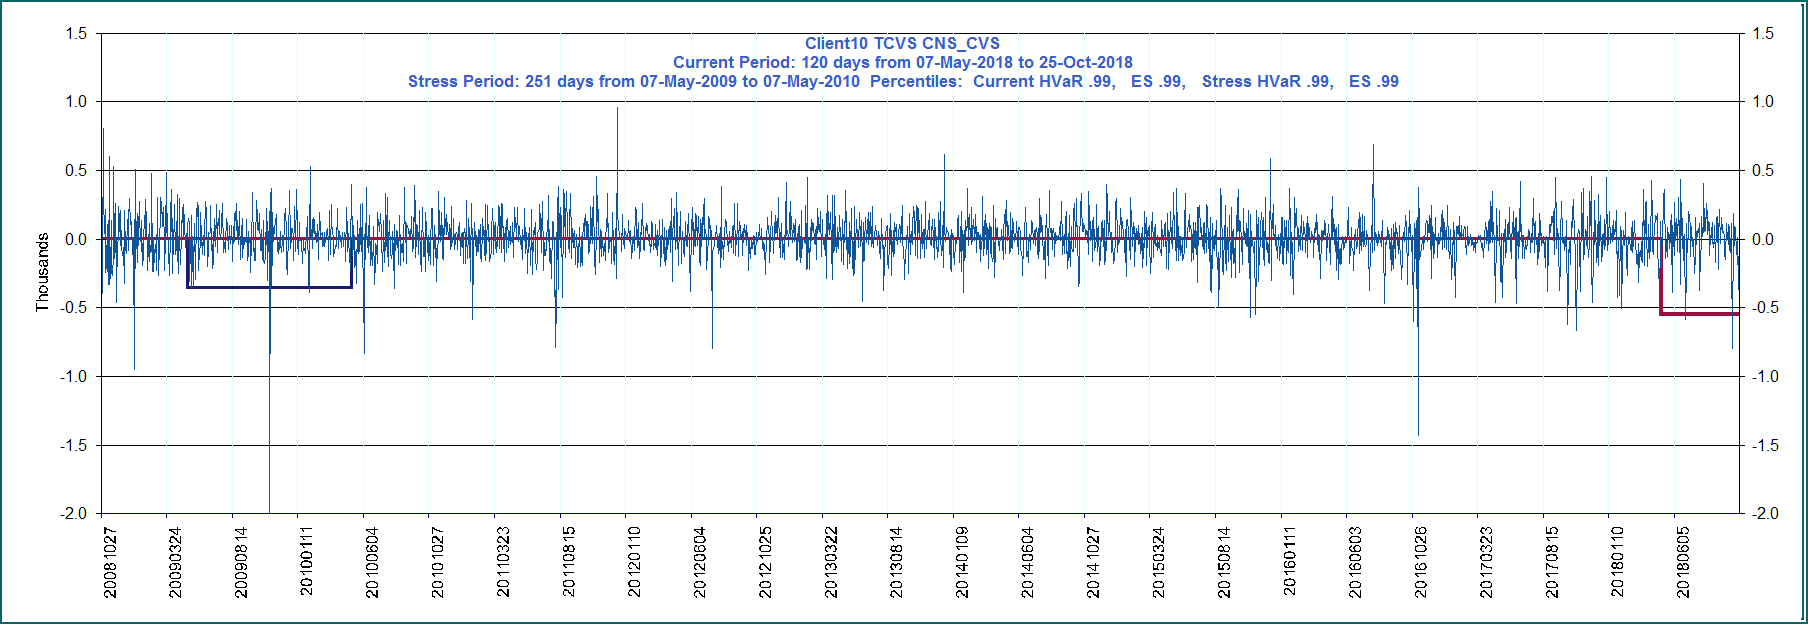 Client10 TCVS CNS_CVS
Current Period: 120 days from 07-May-2018 to 25-Oct-2018
Stress Period: 251 days from 07-May-2009 to 07-May-2010 Percentiles: Current HVaR .99, ES .99, Stress HVaR .99, ES .99
1.5 1.5
1.0 1.0
0.5 0.5
0.0 0.0
-0.5 -0.5
-1.0 -1.0
-1.5 -1.5
-2.0 -2.0
Thousands
20081027 20090324 20090814 20100111 20100604 20101027 20110323 20110815 20120110 20120604 20121025 20130322 20130814 20140109 20140604 20141027 20150324 20150814 20160111 20160603 20161026 20170323 20170815 20180110 20180605